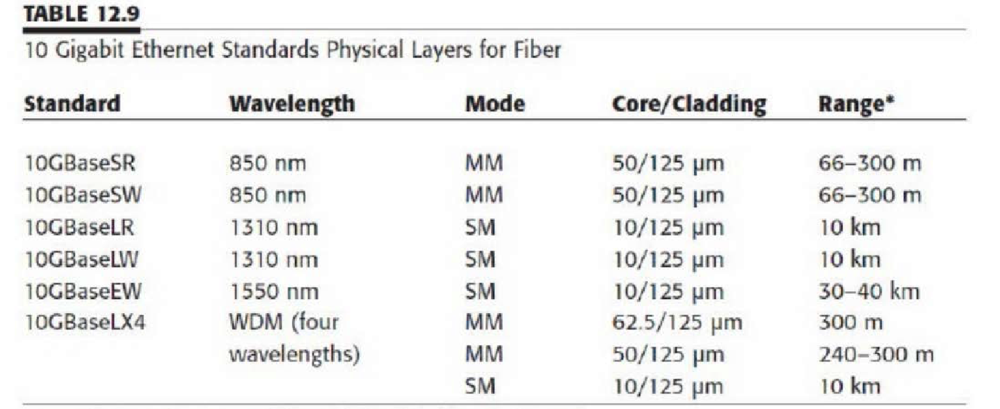 TABLE 12.9
10 Gigabit Ethernet Standards Physical Layers for Fiber
Standard Wavelength Mode Core/Cladding Range*
10GBaseSR 850 nm MM 50/125 µm 66–300 m
10GBaseSW 850 nm MM 50/125 µm 66–300 m
10GBaseLR 1310 nm SM 10/125 µm 10 km
10GBaseLW 1310 nm SM 10/125 µm 10 km
10GBaseEW 1550 nm SM 10/125 µm 30–40 km
10GBaseLX4 WDM (four MM 62.5/125 µm 300 m
wavelengths) MM 50/125 µm 240–300 m
SM 10/125 µm 10 km